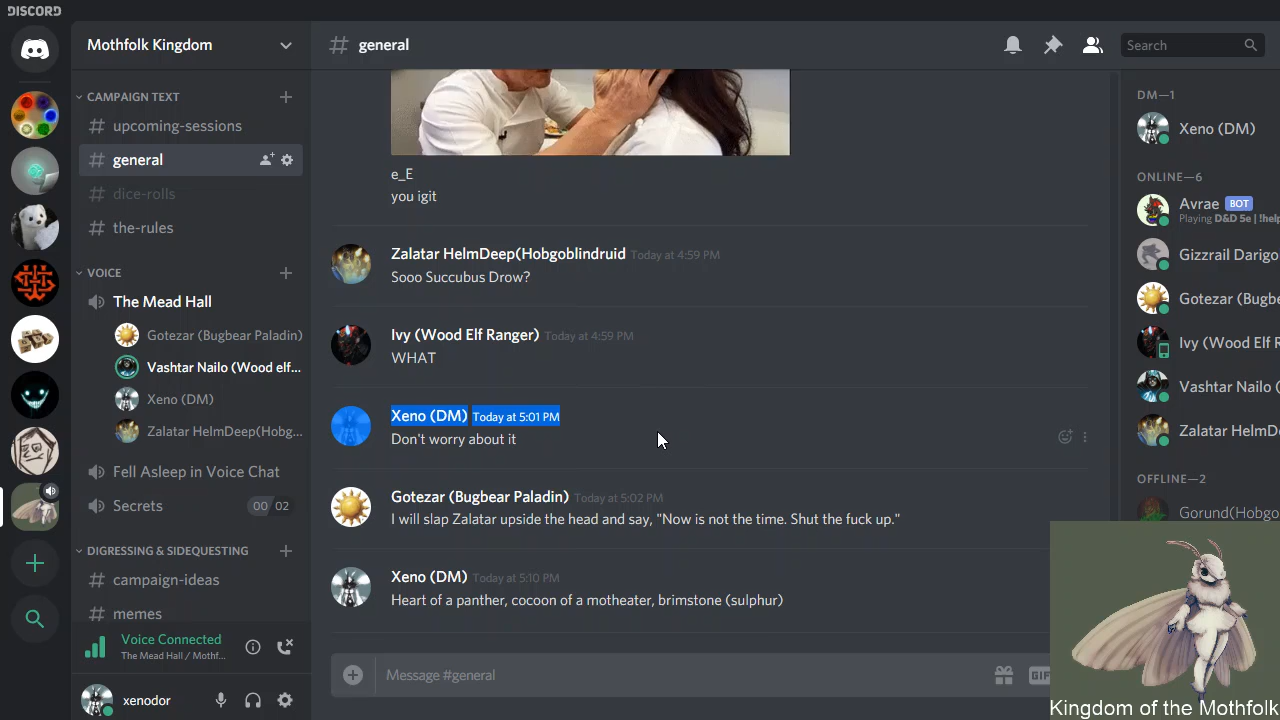 DISCORD
Mothfolk Kingdom
CAMPAIGN TEXT
# upcoming-sessions
# general
# dice-rolls
# the-rules
VOICE
The Mead Hall
Gotezar (Bugbear Paladin)
Vashtar Nailo (Wood elf...
Xeno (DM)
Zalatar HelmDeep(Hobg...
Fell Asleep in Voice Chat
Secrets 00 02
DIGRESSING & SIDEQUESTING
# campaign-ideas
# memes
Voice Connected
The Mead Hall / Mothf...
xenodor
# general
Search
e_E
you igit
Zalatar HelmDeep(Hobgoblindruid Today at 4:59 PM
Sooo Succubus Drow?
Ivy (Wood Elf Ranger) Today at 4:59 PM
WHAT
Xeno (DM) Today at 5:01 PM
Don't worry about it
Gotezar (Bugbear Paladin) Today at 5:02 PM
I will slap Zalatar upside the head and say, "Now is not the time. Shut the fuck up."
Xeno (DM) Today at 5:10 PM
Heart of a panther, cocoon of a motheater, brimstone (sulphur)
Message #general
GIF
DM—1
Xeno (DM)
ONLINE—6
Avrae BOT
Playing D&D 5e | !help
Gizzrail Darigo
Gotezar (Bugbe
Ivy (Wood Elf R
Vashtar Nailo (
Zalatar HelmD
OFFLINE—2
Gorund(Hobgo
Kingdom of the Mothfolk